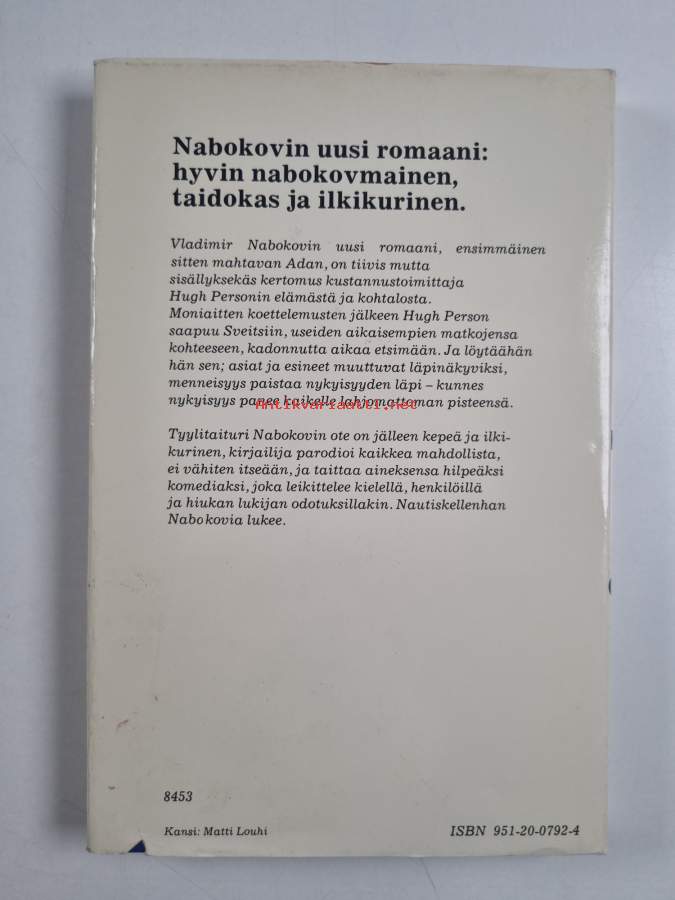 Nabokovin uusi romaani:
hyvin nabokovmainen,
taidokas ja ilkikurinen.
Vladimir Nabokovin uusi romaani, ensimmäinen
sitten mahtavan Adan, on tiivis mutta
sisällyksekäs kertomus kustannustoimittaja
Hugh Personin elämästä ja kohtalosta.
Moniaitten koettelemusten jälkeen Hugh Person
saapuu Sveitsiin, useiden aikaisempien matkojensa
kohteeseen, kadonnutta aikaa etsimään. Ja löytäähän
hän sen; asiat ja esineet muuttuvat läpinäkyviksi,
menneisyys paistaa nykyisyyden läpi – kunnes
nykyisyys panee kaikelle lahjomattoman pisteensä.
Antikvariaatti.net
Tyylitaituri Nabokovin ote on jälleen kepeä ja ilki-
kurinen, kirjailija parodioi kaikkea mahdollista,
ei vähiten itseään, ja taittaa aineksensa hilpeäksi
komediaksi, joka leikittelee kielellä, henkilöillä
ja hiukan lukijan odotuksillakin. Nautiskellenhan
Nabokovia lukee.
8453
Kansi: Matti Louhi
ISBN 951-20-0792-4